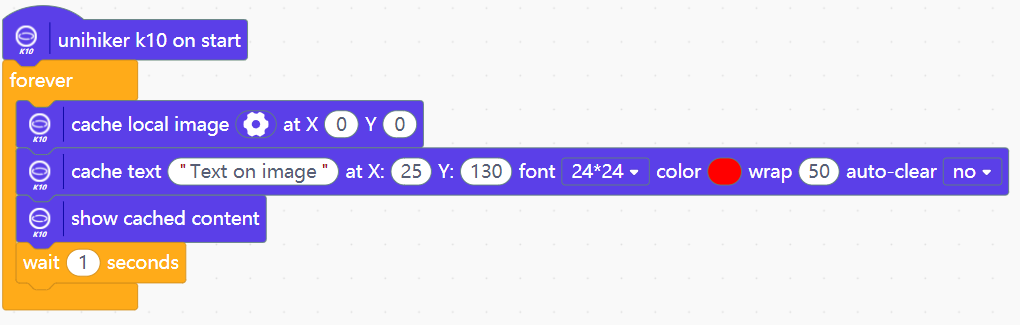 K10 unihiker k10 on start
forever
K10 cache local image at X 0 Y 0
K10 cache text "Text on image" at X: 25 Y: 130 font 24*24 color wrap 50 auto-clear no
K10 show cached content
wait 1 seconds